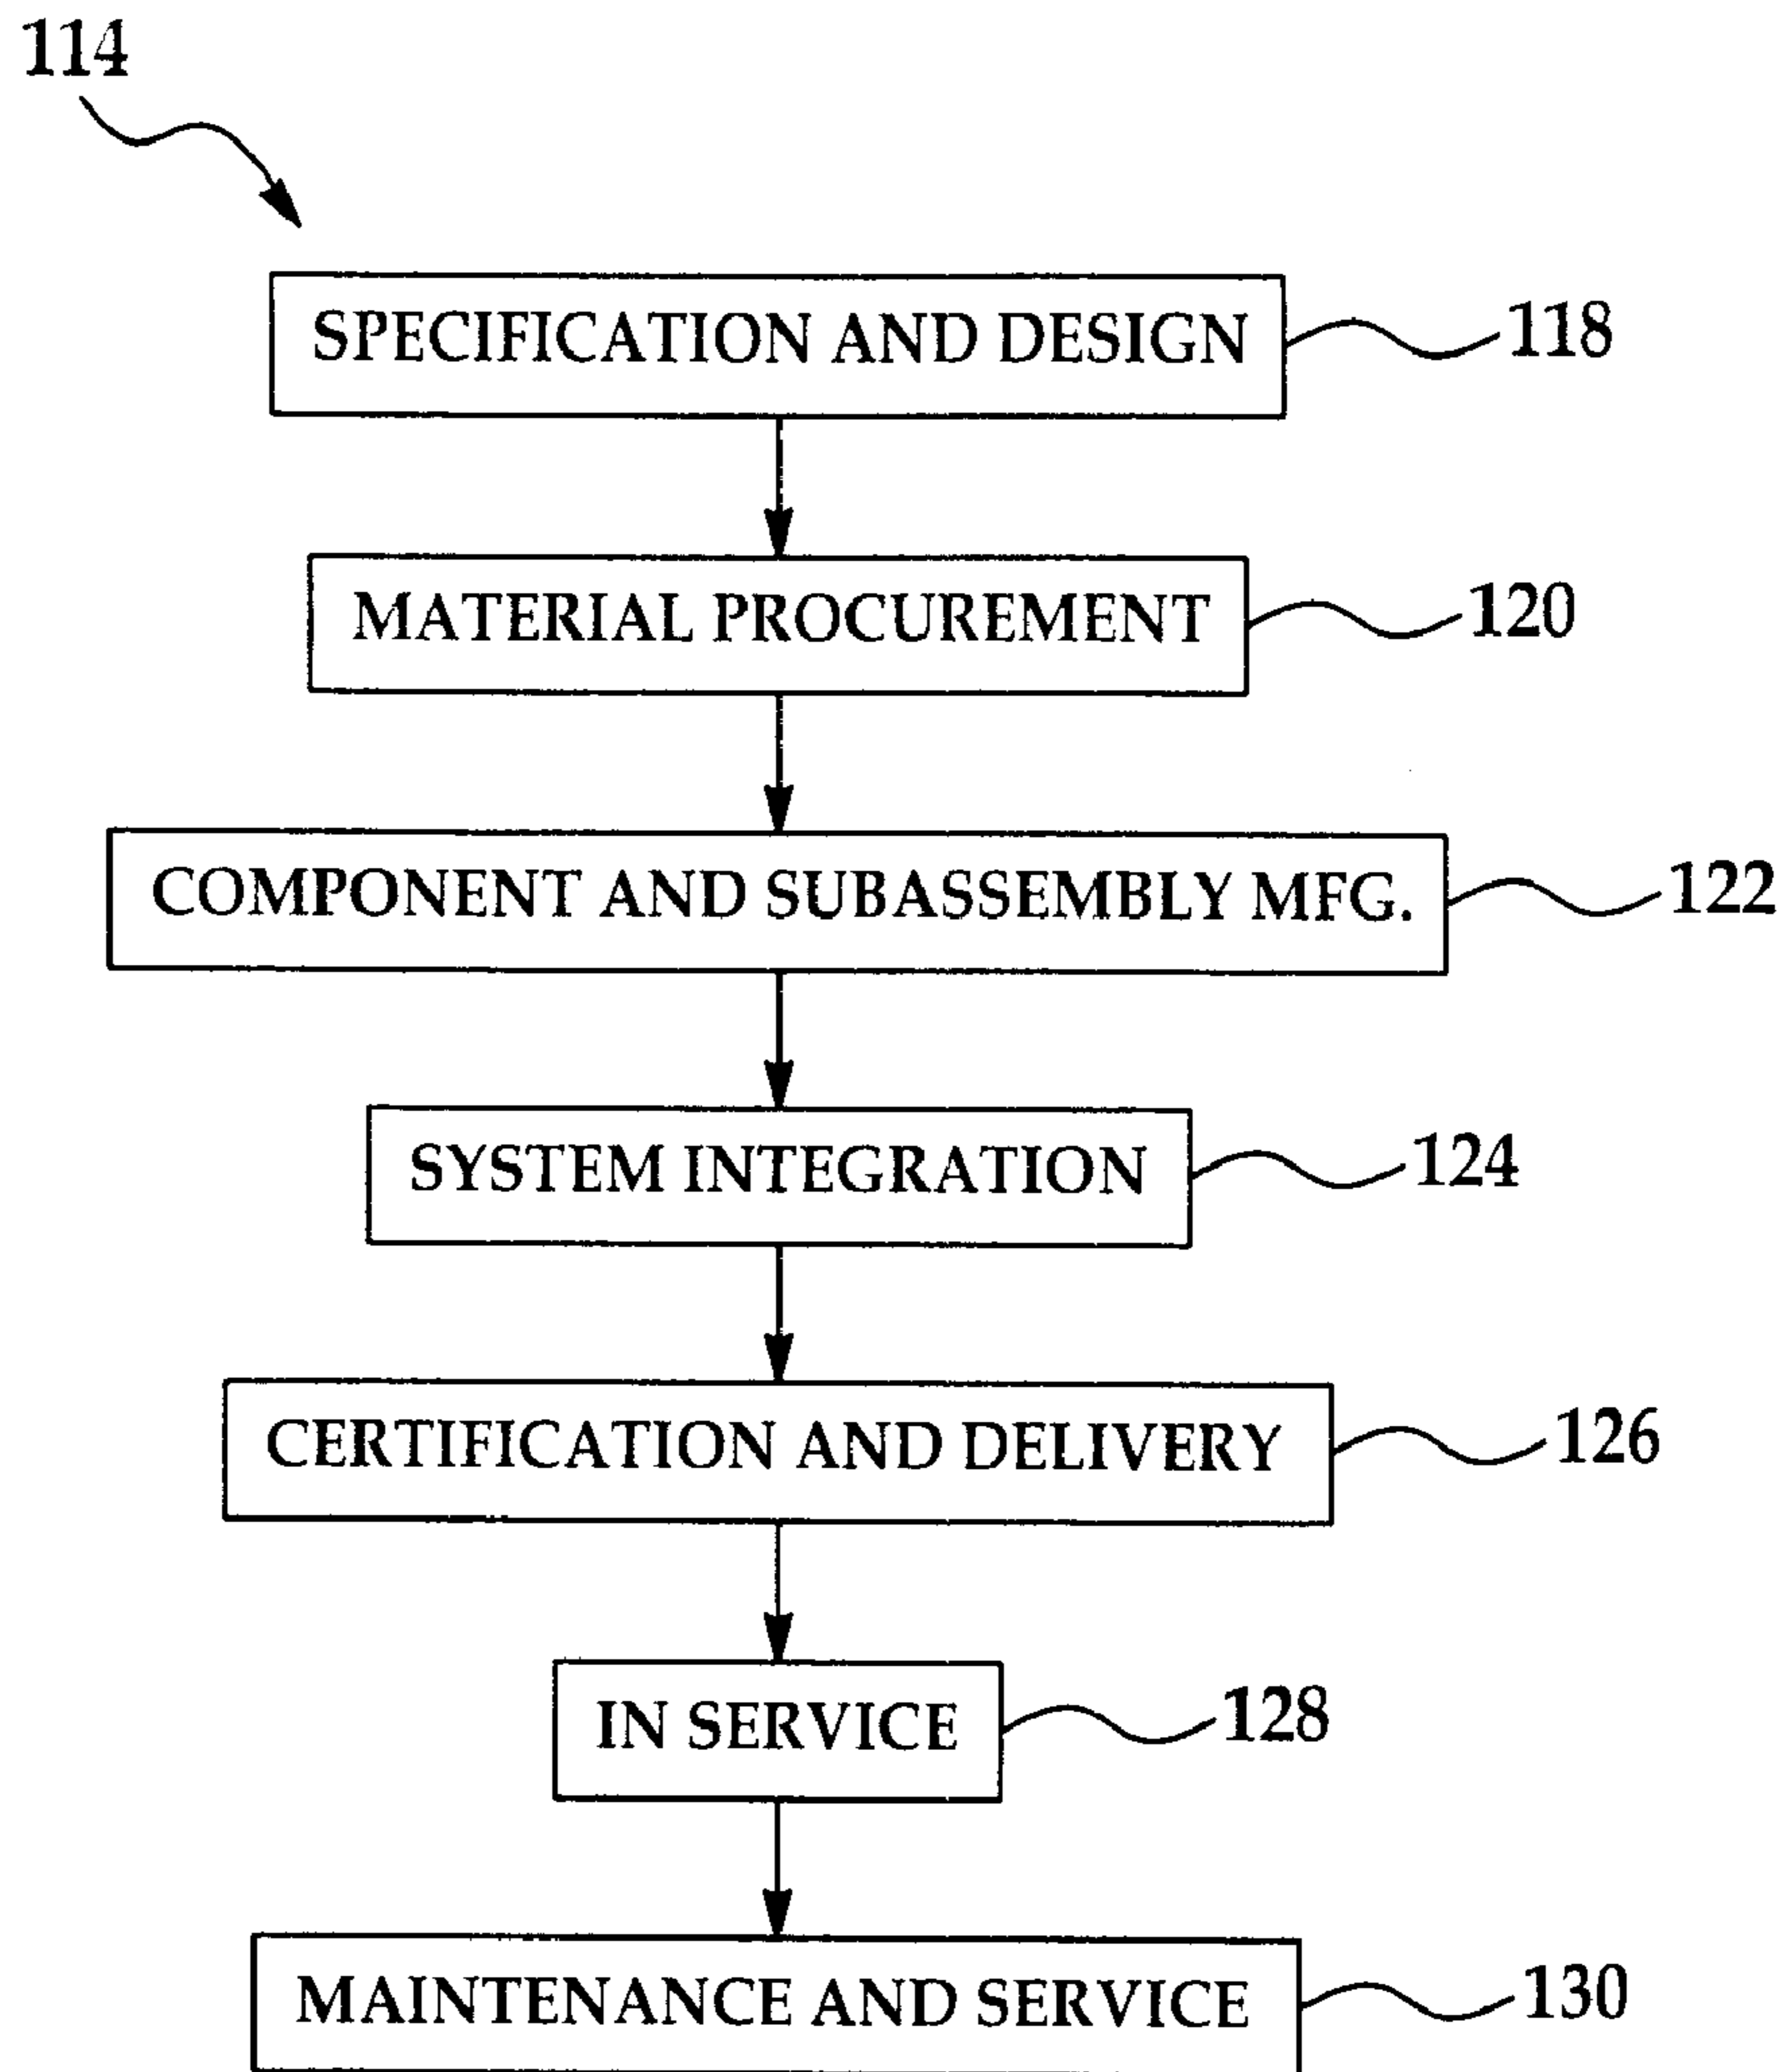 114
SPECIFICATION AND DESIGN 118
MATERIAL PROCUREMENT 120
COMPONENT AND SUBASSEMBLY MFG. 122
SYSTEM INTEGRATION 124
CERTIFICATION AND DELIVERY 126
IN SERVICE 128
MAINTENANCE AND SERVICE 130